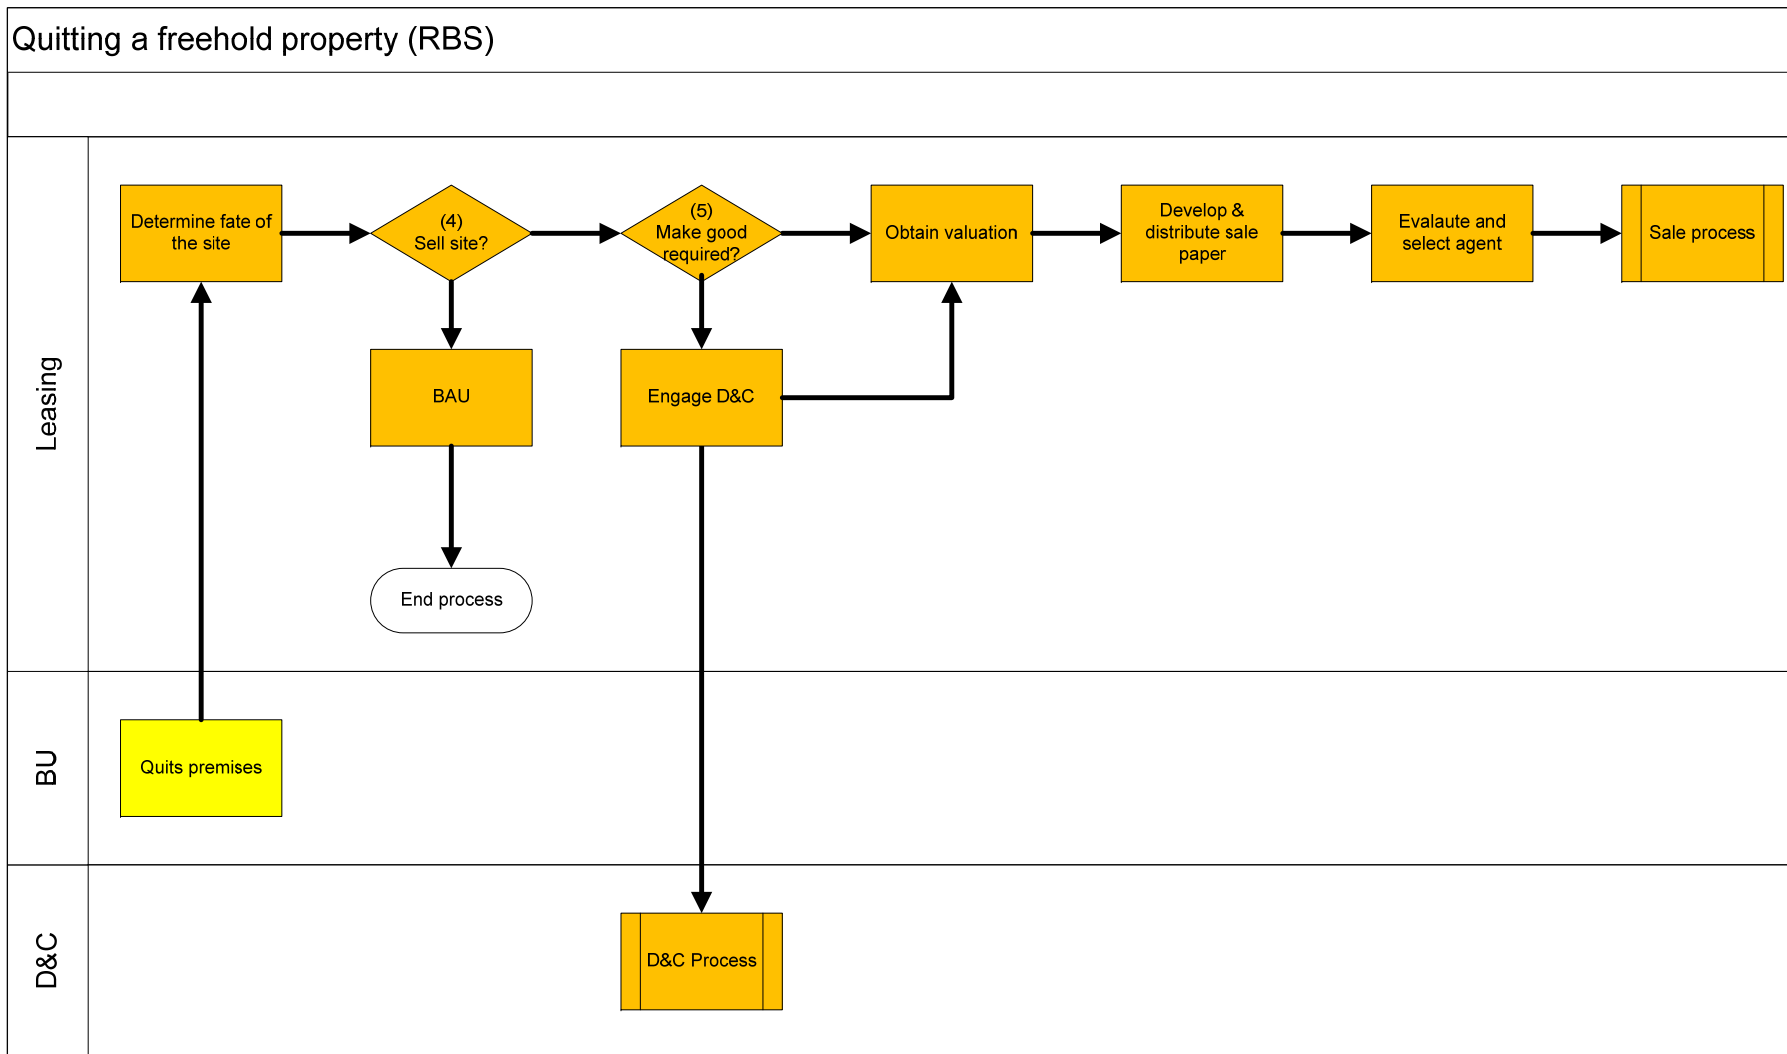 Quitting a freehold property (RBS)
Leasing
Determine fate of
the site
(4)
Sell site?
(5)
Make good
required?
Obtain valuation
Develop &
distribute sale
paper
Evalaute and
select agent
Sale process
BAU
Engage D&C
End process
BU
Quits premises
D&C
D&C Process